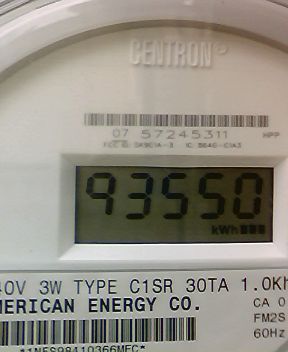 CENTRON®
07 57245311 HPP
93550
kWh
40V 3W TYPE C1SR 30TA 1.0Kh
MERICAN ENERGY CO.
CA 0
FM2S
60Hz